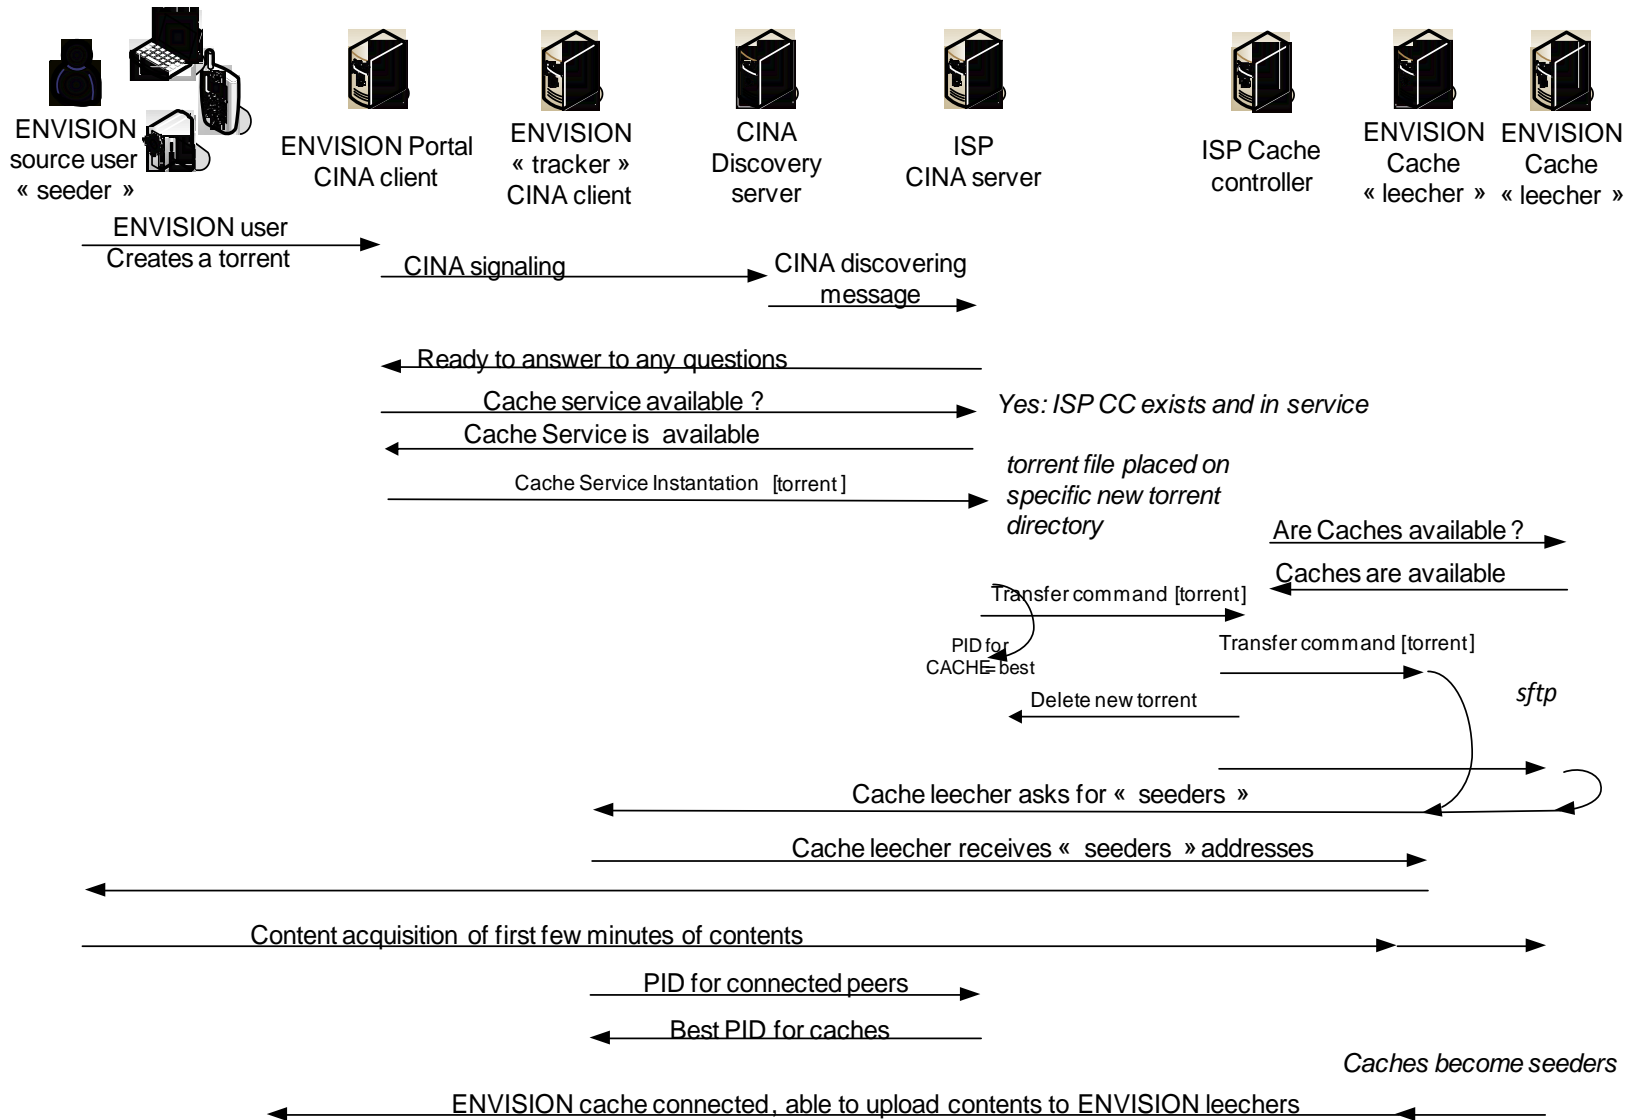 ENVISION
source user
« seeder »
ENVISION Portal
CINA client
ENVISION
« tracker »
CINA client
CINA
Discovery
server
ISP
CINA server
ISP Cache
controller
ENVISION
Cache
« leecher »
ENVISION
Cache
« leecher »
ENVISION user
Creates a torrent
CINA signaling
CINA discovering
message
Ready to answer to any questions
Cache service available ?
Yes: ISP CC exists and in service
Cache Service is available
Cache Service Instantation [torrent ]
torrent file placed on
specific new torrent
directory
Are Caches available ?
Caches are available
Transfer command [torrent]
PID for
CACHE= best
Transfer command [torrent]
sftp
Delete new torrent
Cache leecher asks for « seeders »
Cache leecher receives « seeders » addresses
Content acquisition of first few minutes of contents
PID for connected peers
Best PID for caches
Caches become seeders
ENVISION cache connected, able to upload contents to ENVISION leechers